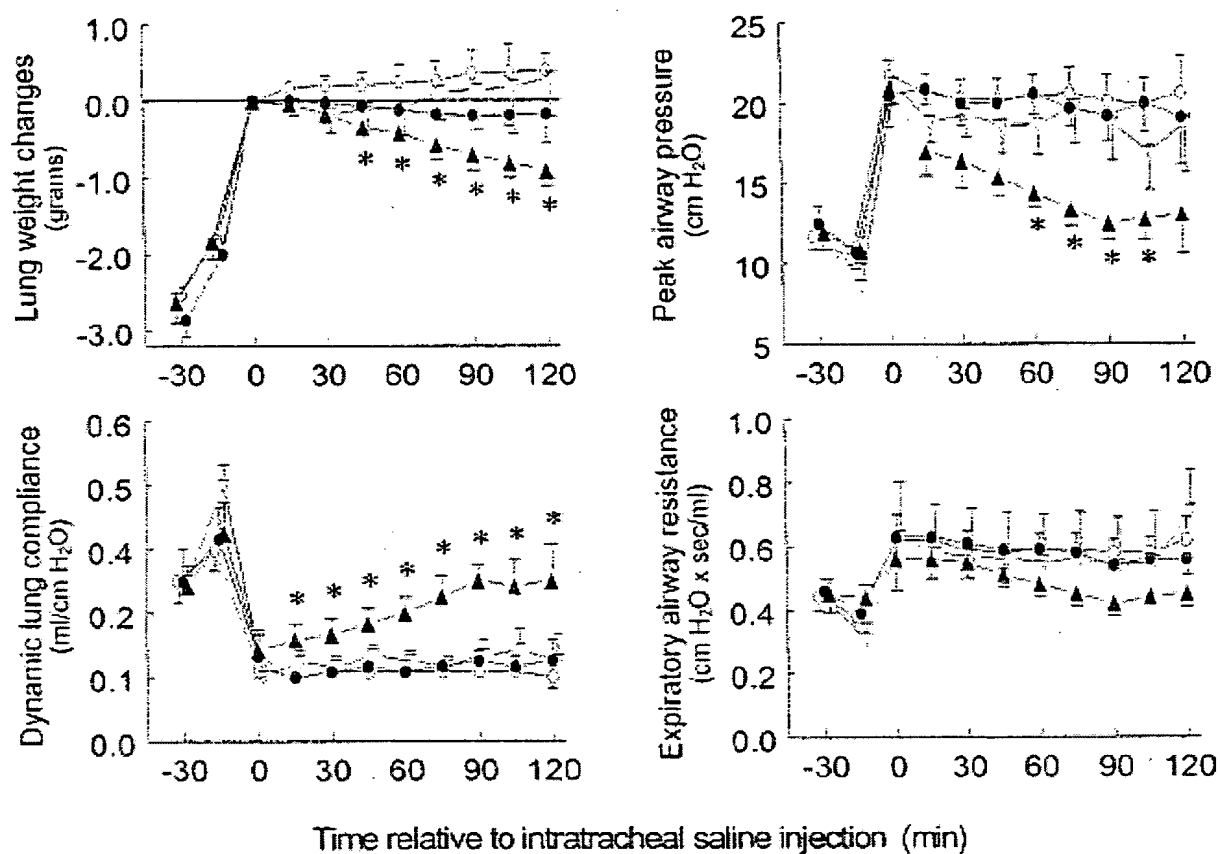 Lung weight changes
(grams)
1.0
0.0
-1.0
-2.0
-3.0
* * * * * *
-30 0 30 60 90 120
Peak airway pressure
(cm H₂O)
25
20
15
10
5
* * * *
-30 0 30 60 90 120
Dynamic lung compliance
(ml/cm H₂O)
0.6
0.5
0.4
0.2
0.1
0.0
* * * * * * * *
-30 0 30 60 90 120
Expiratory airway resistance
(cm H₂O x sec/ml)
1.0
0.8
0.6
0.4
0.2
0.0
-30 0 30 60 90 120
Time relative to intratracheal saline injection (min)